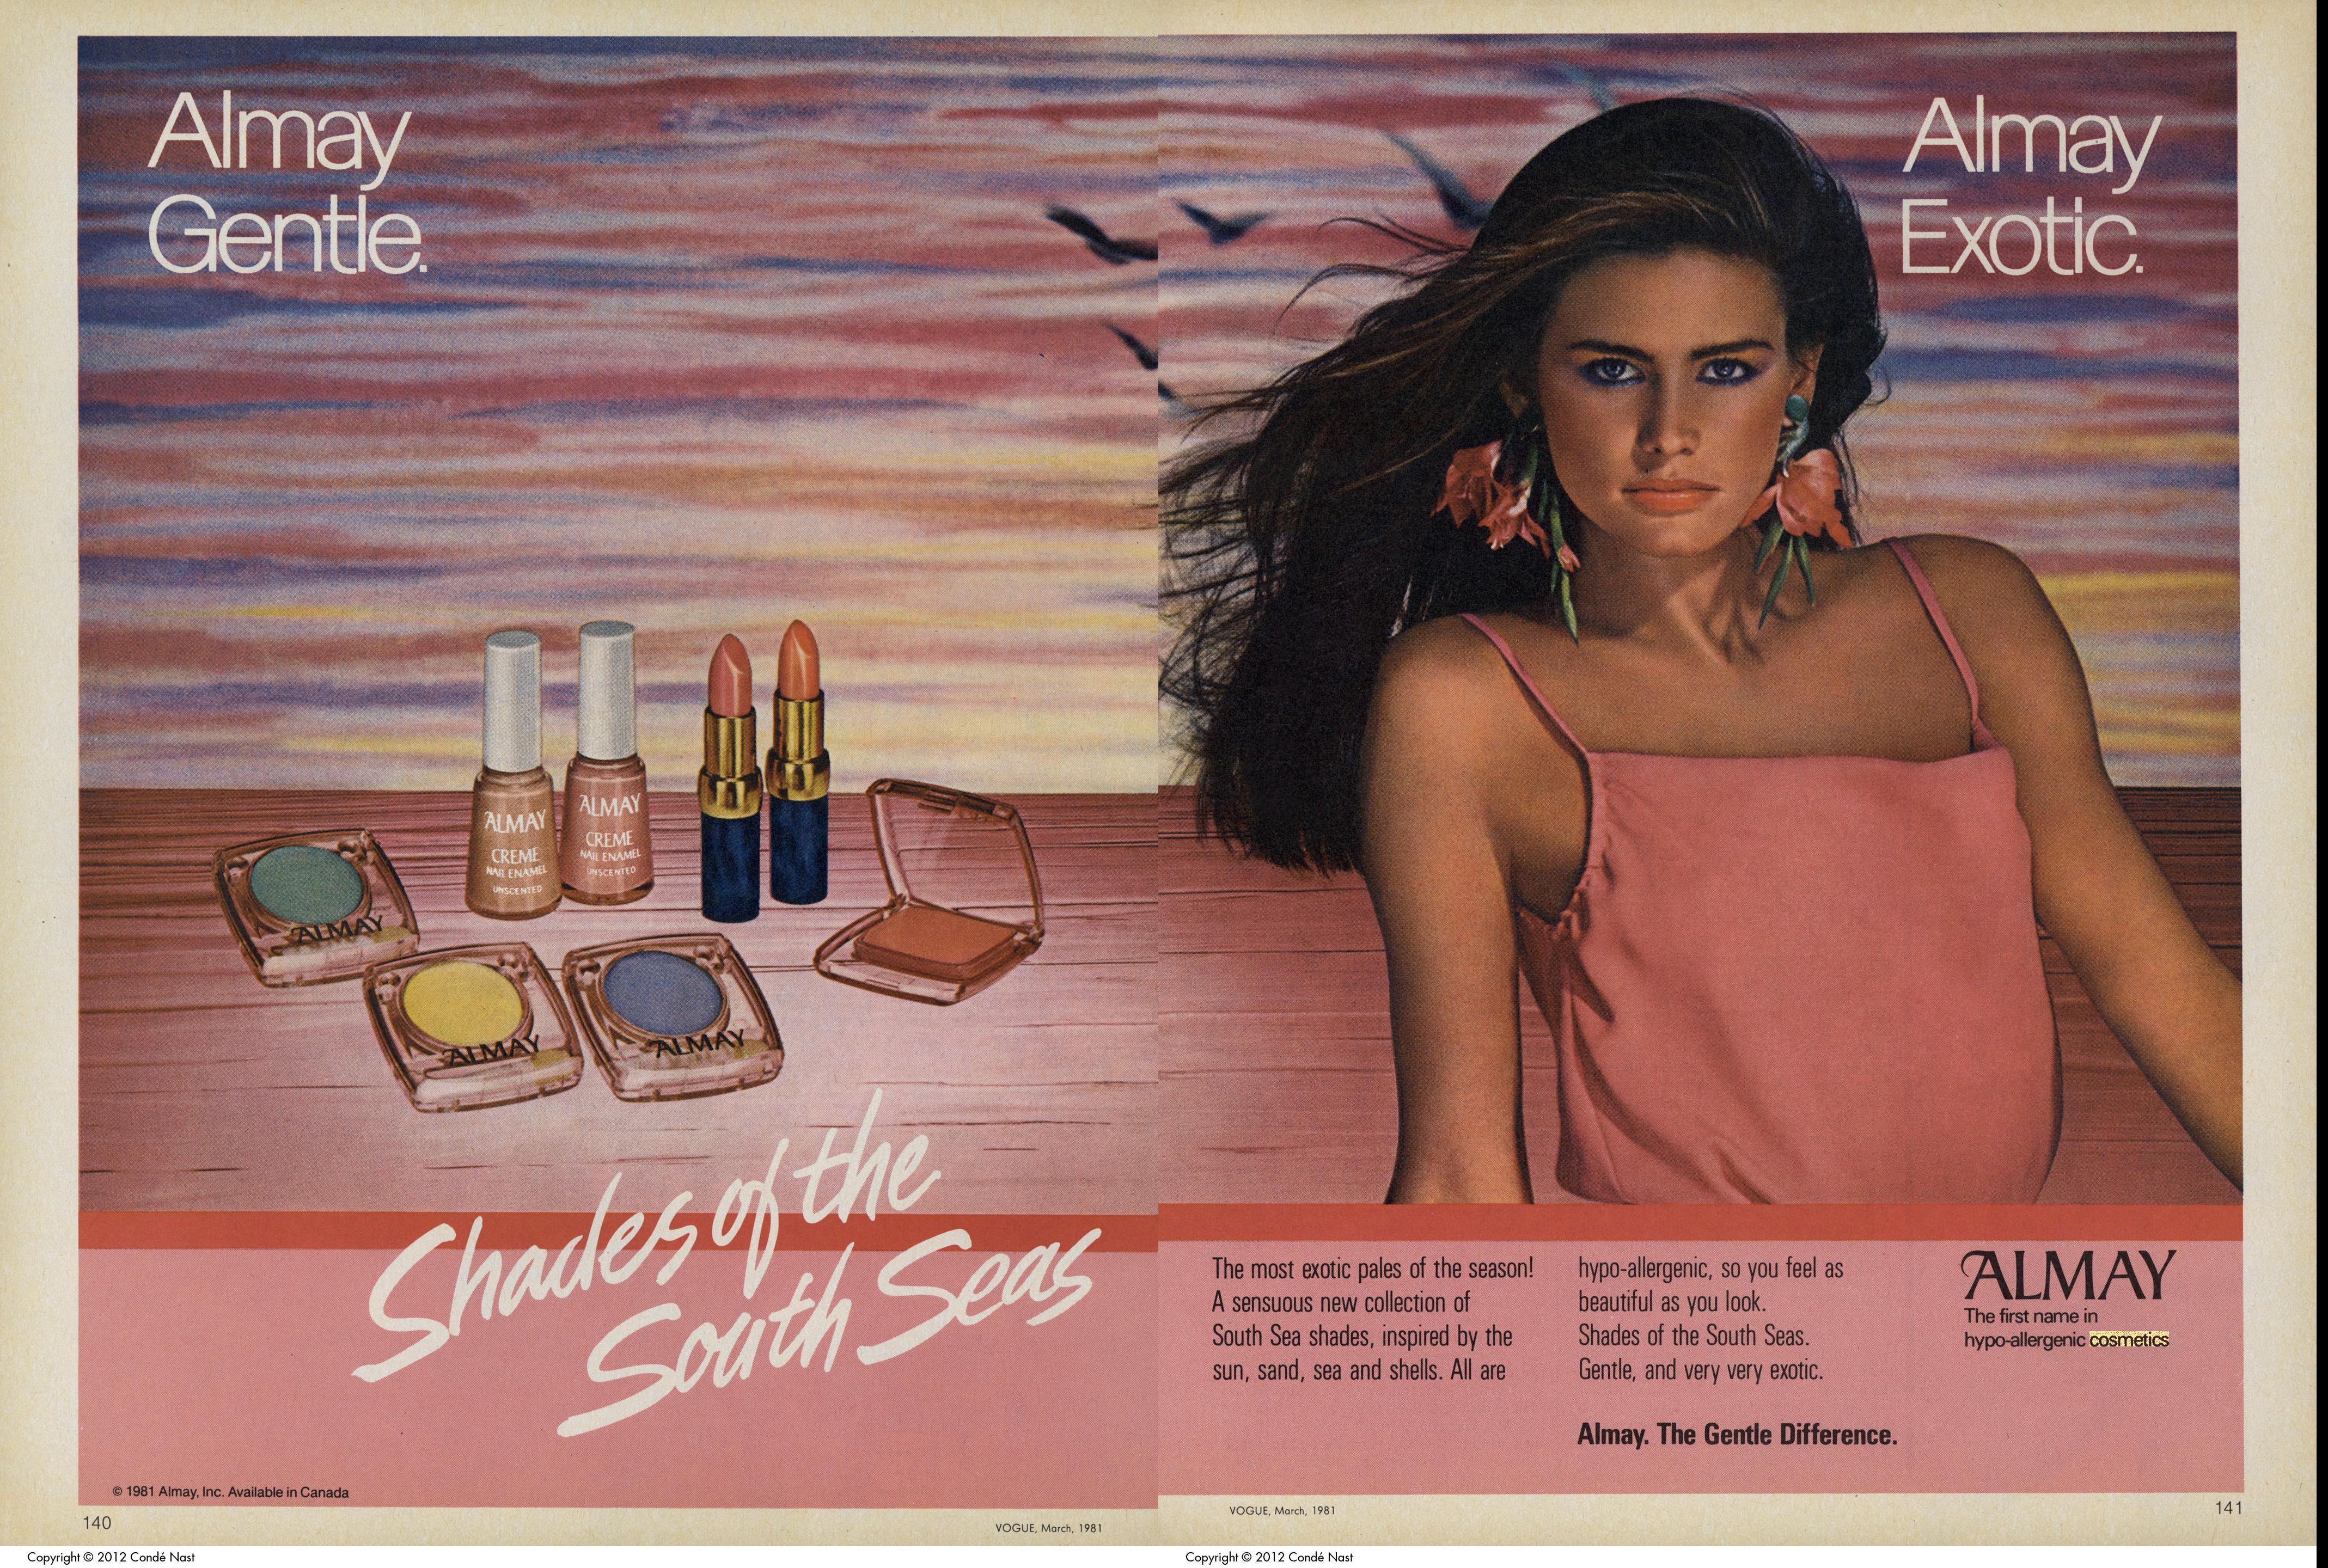 Almay
Gentle.
ALMAY
CREME
NAIL ENAMEL
UNSCENTED
ALMAY
CREME
NAIL ENAMEL
UNSCENTED
ALMAY
ALMAY
ALMAY
Shades of the
South Seas
© 1981 Almay, Inc. Available in Canada
140
VOGUE, March, 1981
Copyright © 2012 Condé Nast
Almay
Exotic.
The most exotic pales of the season!
A sensuous new collection of
South Sea shades, inspired by the
sun, sand, sea and shells. All are
hypo-allergenic, so you feel as
beautiful as you look.
Shades of the South Seas.
Gentle, and very very exotic.
Almay. The Gentle Difference.
ALMAY
The first name in
hypo-allergenic cosmetics
VOGUE, March, 1981
141
Copyright © 2012 Condé Nast